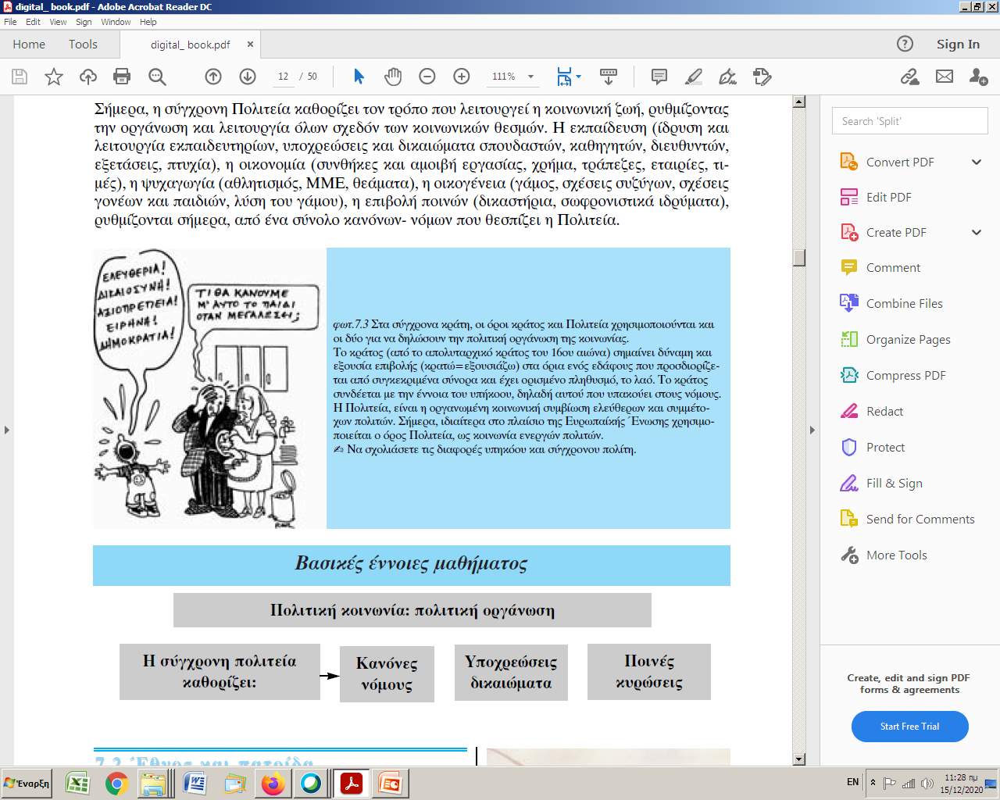 digital_ book.pdf - Adobe Acrobat Reader DC
File Edit View Sign Window Help
Home Tools digital_ book.pdf × Sign In
12 / 50 111%
Σήμερα, η σύγχρονη Πολιτεία καθορίζει τον τρόπο που λειτουργεί η κοινωνική ζωή, ρυθμίζοντας
την οργάνωση και λειτουργία όλων σχεδόν των κοινωνικών θεσμών. Η εκπαίδευση (ίδρυση και
λειτουργία εκπαιδευτηρίων, υποχρεώσεις και δικαιώματα σπουδαστών, καθηγητών, διευθυντών,
εξετάσεις, πτυχία), η οικονομία (συνθήκες και αμοιβή εργασίας, χρήμα, τράπεζες, εταιρίες, τι-
μές), η ψυχαγωγία (αθλητισμός, ΜΜΕ, θεάματα), η οικογένεια (γάμος, σχέσεις συζύγων, σχέσεις
γονέων και παιδιών, λύση του γάμου), η επιβολή ποινών (δικαστήρια, σωφρονιστικά ιδρύματα),
ρυθμίζονται σήμερα, από ένα σύνολο κανόνων- νόμων που θεσπίζει η Πολιτεία.
ΕΛΕΥΘΕΡΙΑ!
ΔΙΚΑΙΟΣΥΝΗ!
ΑΞΙΟΠΡΕΠΕΙΑ!
ΕΙΡΗΝΗ!
ΔΗΜΟΚΡΑΤΙΑ!
ΤΙ ΘΑ ΚΑΝΟΥΜΕ
Μ' ΑΥΤΟ ΤΟ ΠΑΙΔΙ
ΟΤΑΝ ΜΕΓΑΛΩΣΕΙ;
φωτ.7.3 Στα σύγχρονα κράτη, οι όροι κράτος και Πολιτεία χρησιμοποιούνται και
οι δύο για να δηλώσουν την πολιτική οργάνωση της κοινωνίας.
Το κράτος (από το απολυταρχικό κράτος του 16ου αιώνα) σημαίνει δύναμη και
εξουσία επιβολής (κρατώ=εξουσιάζω) στα όρια ενός εδάφους που προσδιορίζε-
ται από συγκεκριμένα σύνορα και έχει ορισμένο πληθυσμό, το λαό. Το κράτος
συνδέεται με την έννοια του υπήκοου, δηλαδή αυτού που υπακούει στους νόμους.
Η Πολιτεία, είναι η οργανωμένη κοινωνική συμβίωση ελεύθερων και συμμέτο-
χων πολιτών. Σήμερα, ιδιαίτερα στο πλαίσιο της Ευρωπαϊκής Ένωσης χρησιμο-
ποιείται ο όρος Πολιτεία, ως κοινωνία ενεργών πολιτών.
✍ Να σχολιάσετε τις διαφορές υπηκόου και σύγχρονου πολίτη.
Βασικές έννοιες μαθήματος
Πολιτική κοινωνία: πολιτική οργάνωση
Η σύγχρονη πολιτεία
καθορίζει:
Κανόνες
νόμους
Υποχρεώσεις
δικαιώματα
Ποινές
κυρώσεις
7.2 Έθνος και πατρίδα
Search 'Split'
Convert PDF
Edit PDF
Create PDF
Comment
Combine Files
Organize Pages
Compress PDF
Redact
Protect
Fill & Sign
Send for Comments
More Tools
Create, edit and sign PDF
forms & agreements
Start Free Trial
Έναρξη
EN
11:28 πμ
15/12/2020